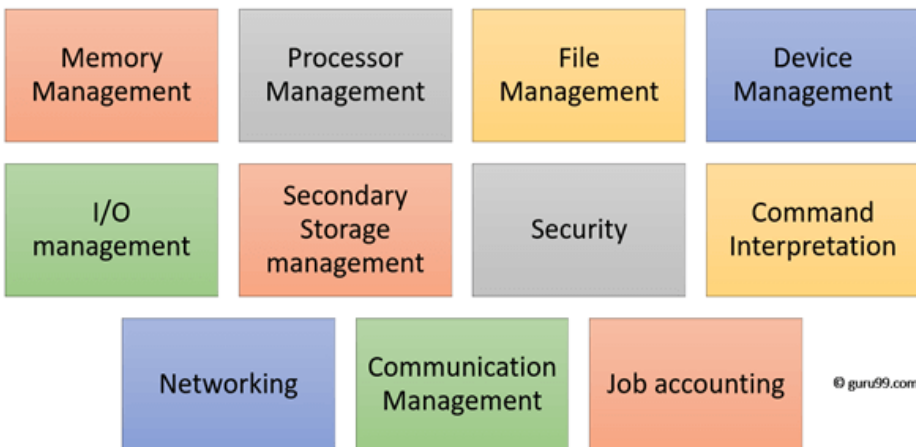 Memory
Management
Processor
Management
File
Management
Device
Management
I/O
management
Secondary
Storage
management
Security
Command
Interpretation
Networking
Communication
Management
Job accounting
© guru99.com